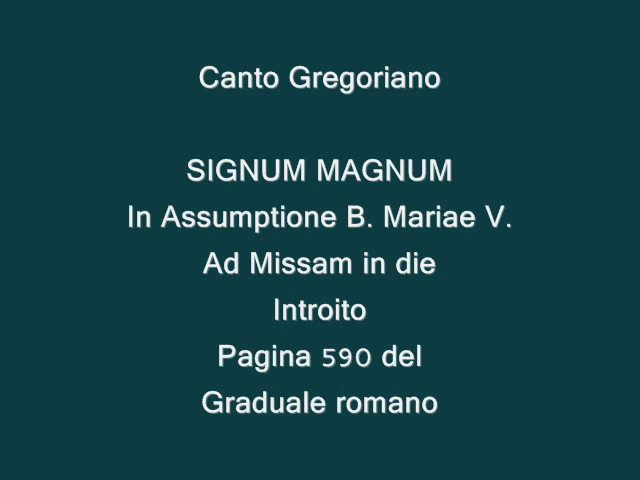 Canto Gregoriano
SIGNUM MAGNUM
In Assumptione B. Mariae V.
Ad Missam in die
Introito
Pagina 590 del
Graduale romano